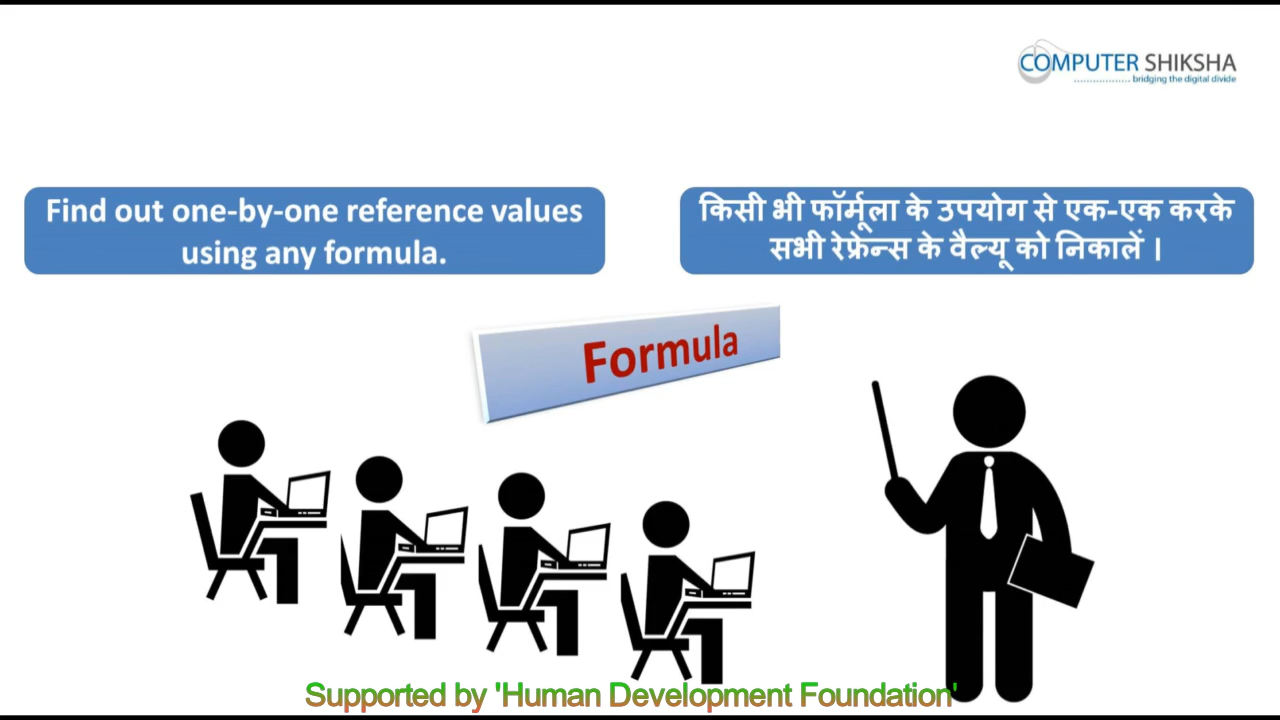 COMPUTER SHIKSHA
.................. bridging the digital divide
Find out one-by-one reference values
using any formula.
किसी भी फॉर्मूला के उपयोग से एक-एक करके
सभी रेफ्रेन्स के वैल्यू को निकालें ।
Formula
Supported by 'Human Development Foundation'